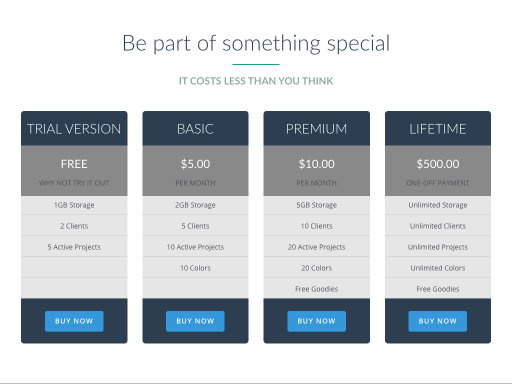 Be part of something special
IT COSTS LESS THAN YOU THINK
TRIAL VERSION
FREE
WHY NOT TRY IT OUT
1GB Storage
2 Clients
5 Active Projects
BUY NOW
BASIC
$5.00
PER MONTH
2GB Storage
5 Clients
10 Active Projects
10 Colors
BUY NOW
PREMIUM
$10.00
PER MONTH
5GB Storage
10 Clients
20 Active Projects
20 Colors
Free Goodies
BUY NOW
LIFETIME
$500.00
ONE-OFF PAYMENT
Unlimited Storage
Unlimited Clients
Unlimited Projects
Unlimited Colors
Free Goodies
BUY NOW